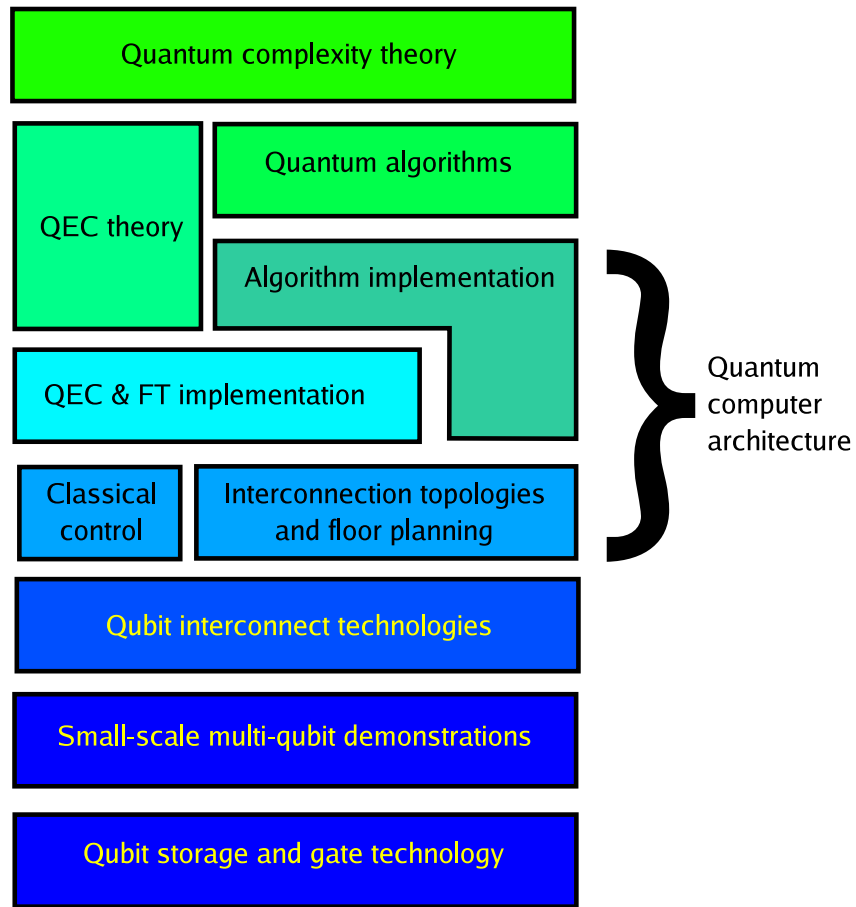 Quantum complexity theory
Quantum algorithms
QEC theory
Algorithm implementation
QEC & FT implementation
Quantum
computer
architecture
Classical
control
Interconnection topologies
and floor planning
Qubit interconnect technologies
Small-scale multi-qubit demonstrations
Qubit storage and gate technology